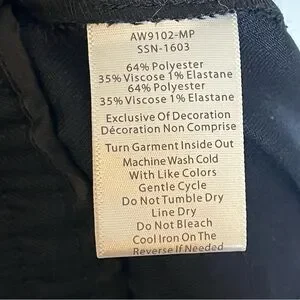 AW9102-MP
SSN-1603
64% Polyester
35% Viscose 1% Elastane
64% Polyester
35% Viscose 1% Elastane
Exclusive Of Decoration
Décoration Non Comprise
Turn Garment Inside Out
Machine Wash Cold
With Like Colors
Gentle Cycle
Do Not Tumble Dry
Line Dry
Do Not Bleach
Cool Iron On The
Reverse If Needed